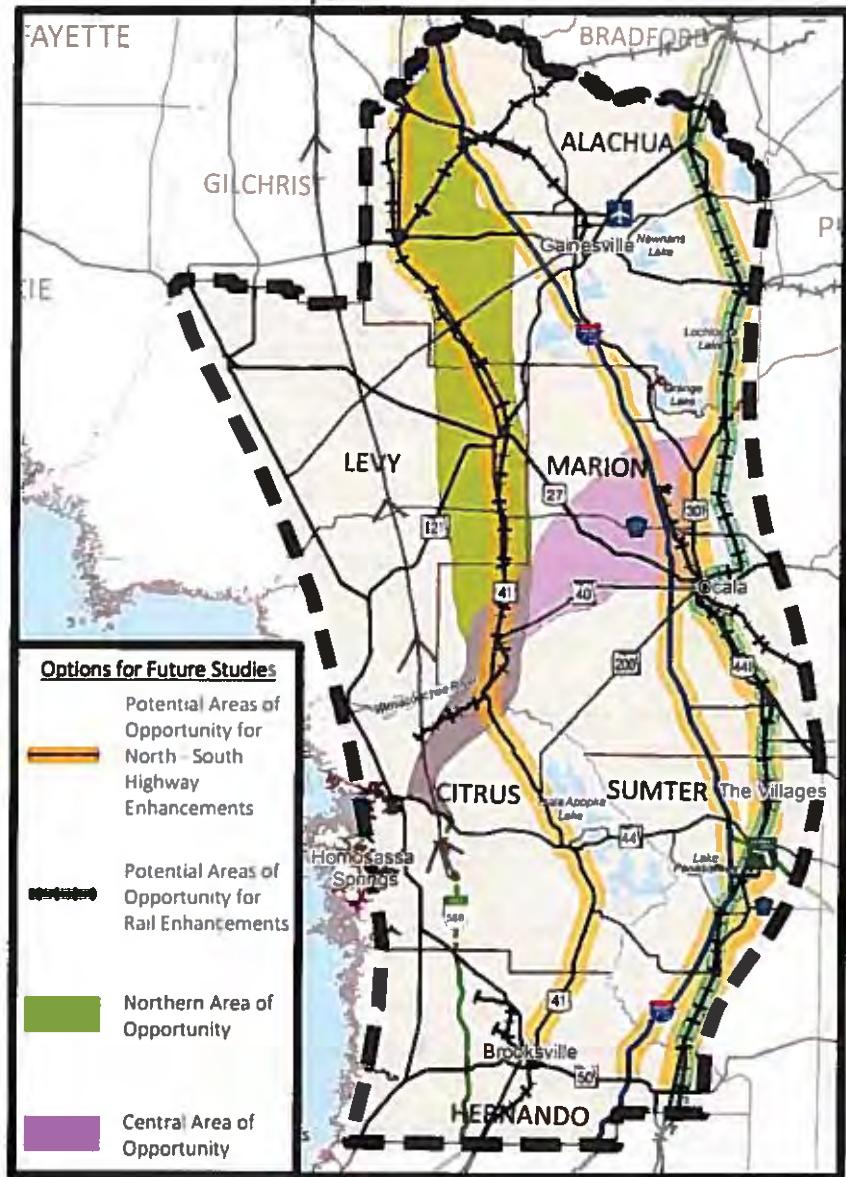 FAYETTE
BRADFORD
ALACHUA
GILCHRIST
Gainesville
Newnans
Lake
Lake
Orange
Lake
LEVY
MARION
27
301
121
41
40
Ocala
200
441
Options for Future Studies
Potential Areas of
Opportunity for
North - South
Highway
Enhancements
Potential Areas of
Opportunity for
Rail Enhancements
Northern Area of
Opportunity
Central Area of
Opportunity
CITRUS
SUMTER
The Villages
Lake
Lake
44
Homosassa
Springs
41
Brooksville
50
HERNANDO